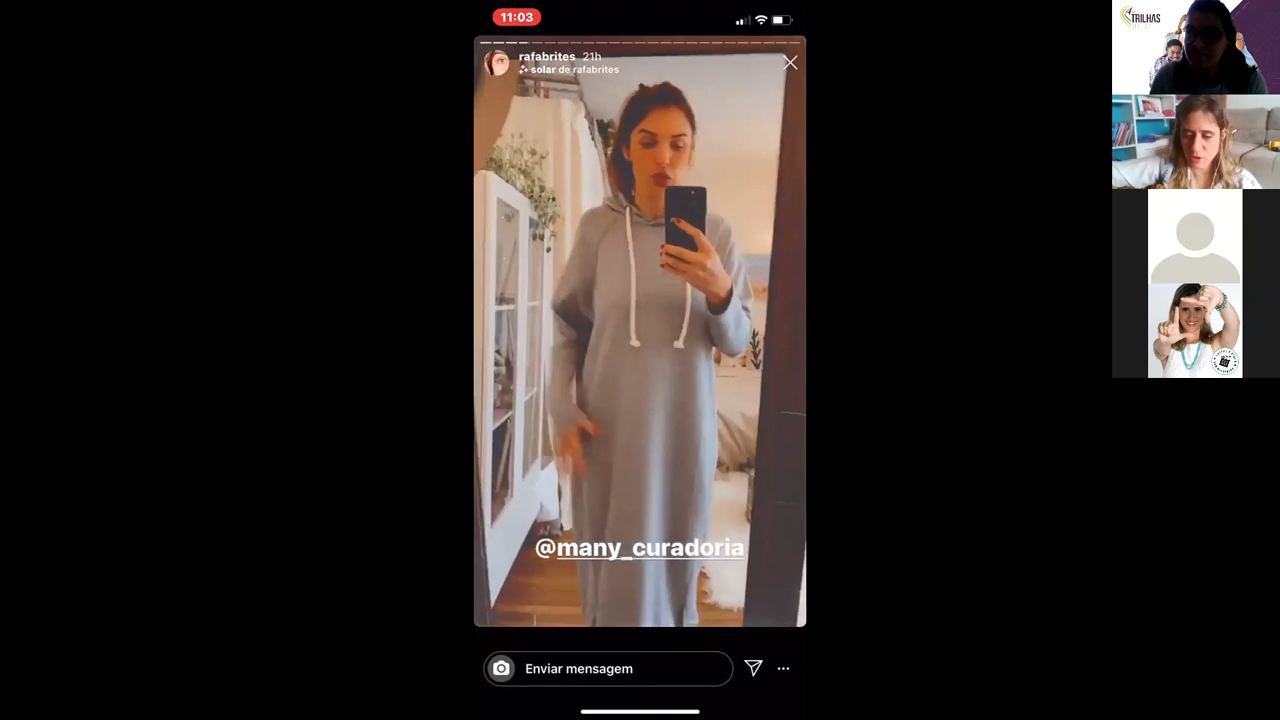 11:03
rafabrites 21h
solar de rafabrites
@many_curadoria
Enviar mensagem
TRILHAS